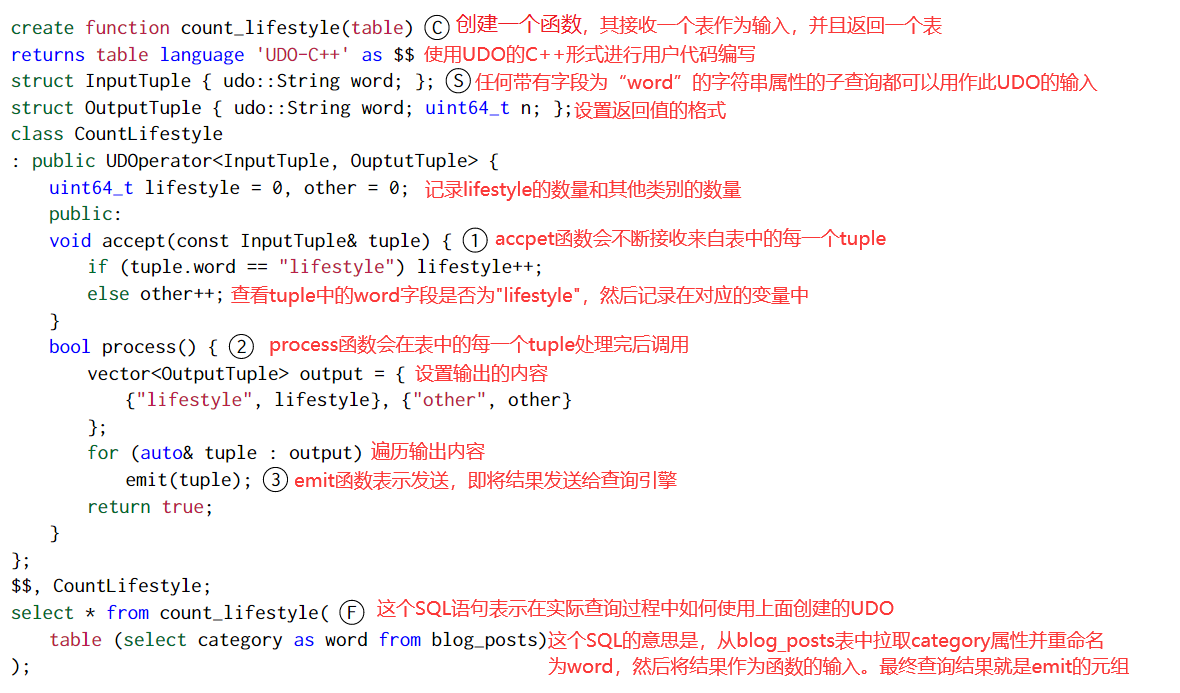 create function count_lifestyle(table) Ⓒ 创建一个函数，其接收一个表作为输入，并且返回一个表
returns table language 'UDO-C++' as $$ 使用UDO的C++形式进行用户代码编写
struct InputTuple { udo::String word; }; Ⓢ 任何带有字段为“word”的字符串属性的子查询都可以用作此UDO的输入
struct OutputTuple { udo::String word; uint64_t n; };设置返回值的格式
class CountLifestyle
: public UDOperator<InputTuple, OuptutTuple> {
uint64_t lifestyle = 0, other = 0; 记录lifestyle的数量和其他类别的数量
public:
void accept(const InputTuple& tuple) { ① accpet函数会不断接收来自表中的每一个tuple
if (tuple.word == "lifestyle") lifestyle++;
else other++; 查看tuple中的word字段是否为"lifestyle"，然后记录在对应的变量中
}
bool process() { ② process函数会在表中的每一个tuple处理完后调用
vector<OutputTuple> output = { 设置输出的内容
{"lifestyle", lifestyle}, {"other", other}
};
for (auto& tuple : output) 遍历输出内容
emit(tuple); ③ emit函数表示发送，即将结果发送给查询引擎
return true;
}
};
$$, CountLifestyle;
select * from count_lifestyle( Ⓕ 这个SQL语句表示在实际查询过程中如何使用上面创建的UDO
table (select category as word from blog_posts)这个SQL的意思是，从blog_posts表中拉取category属性并重命名
); 为word，然后将结果作为函数的输入。最终查询结果就是emit的元组